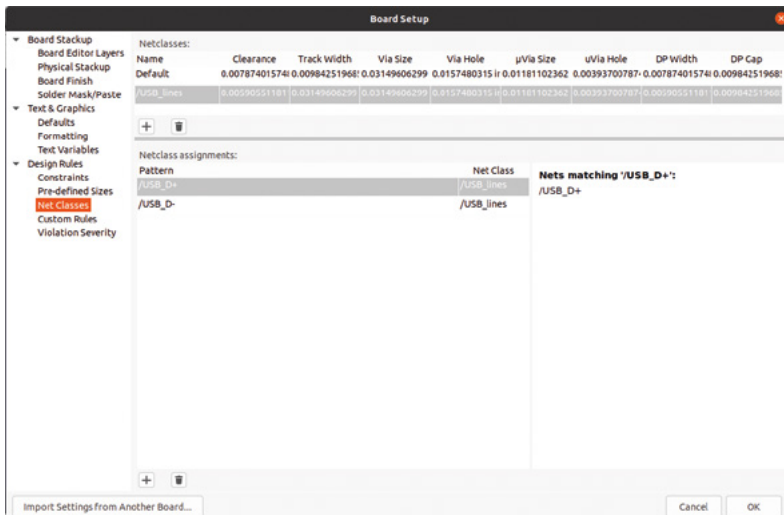 Board Setup
Board Stackup
Board Editor Layers
Physical Stackup
Board Finish
Solder Mask/Paste
Text & Graphics
Defaults
Formatting
Text Variables
Design Rules
Constraints
Pre-defined Sizes
Net Classes
Custom Rules
Violation Severity
Netclasses:
Name Clearance Track Width Via Size Via Hole µVia Size uVia Hole DP Width DP Gap
Default 0.0078740157480 0.00984251968 0.03149606299 0.0157480315 ir 0.01181102362 0.00393700787 0.0078740157480 0.00984251968
/USB_lines 0.00590551181 0.03149606299 0.03149606299 0.0157480315 0.01181102362 0.00393700787 0.00590551181 0.00984251968
Netclass assignments:
Pattern Net Class
/USB_D+ /USB_lines
/USB_D- /USB_lines
Nets matching '/USB_D+':
/USB_D+
Import Settings from Another Board...
Cancel OK